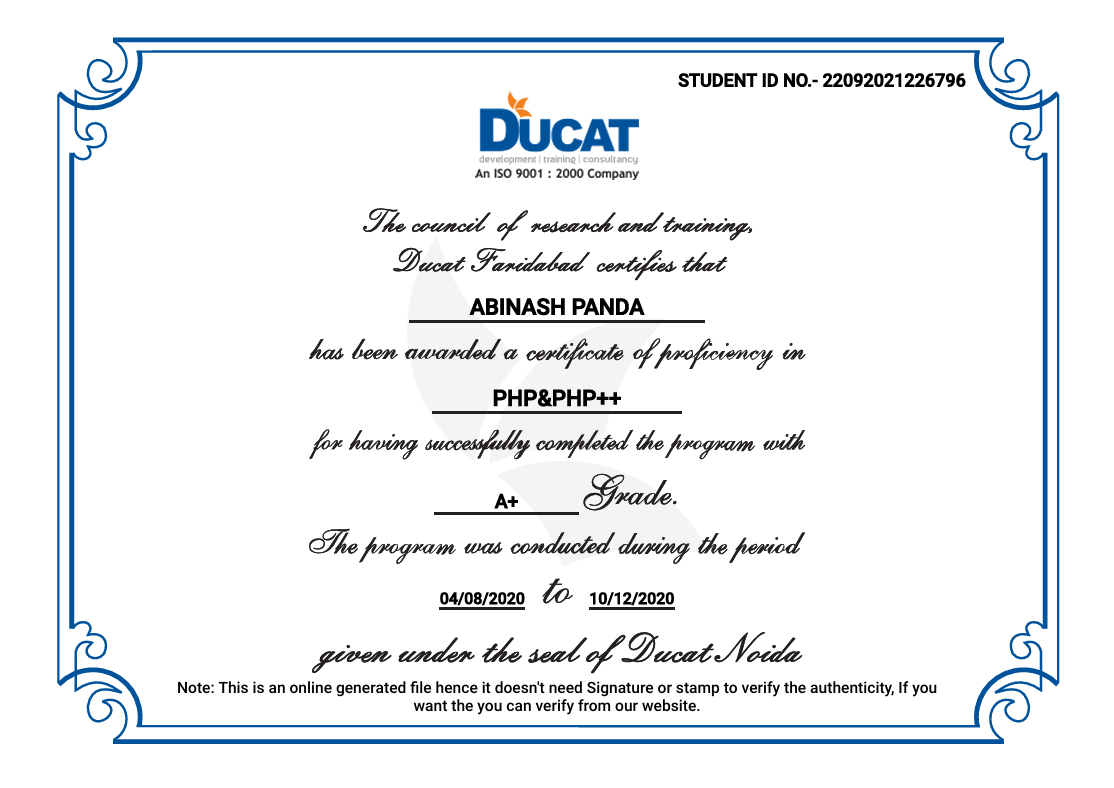 STUDENT ID NO.- 22092021226796
DUCAT
development | training | consultancy
An ISO 9001 : 2000 Company
The council of research and training,
Ducat Faridabad certifies that
ABINASH PANDA
has been awarded a certificate of proficiency in
PHP&PHP++
for having successfully completed the program with
A+ Grade.
The program was conducted during the period
04/08/2020 to 10/12/2020
given under the seal of Ducat Noida
Note: This is an online generated file hence it doesn't need Signature or stamp to verify the authenticity, If you
want the you can verify from our website.